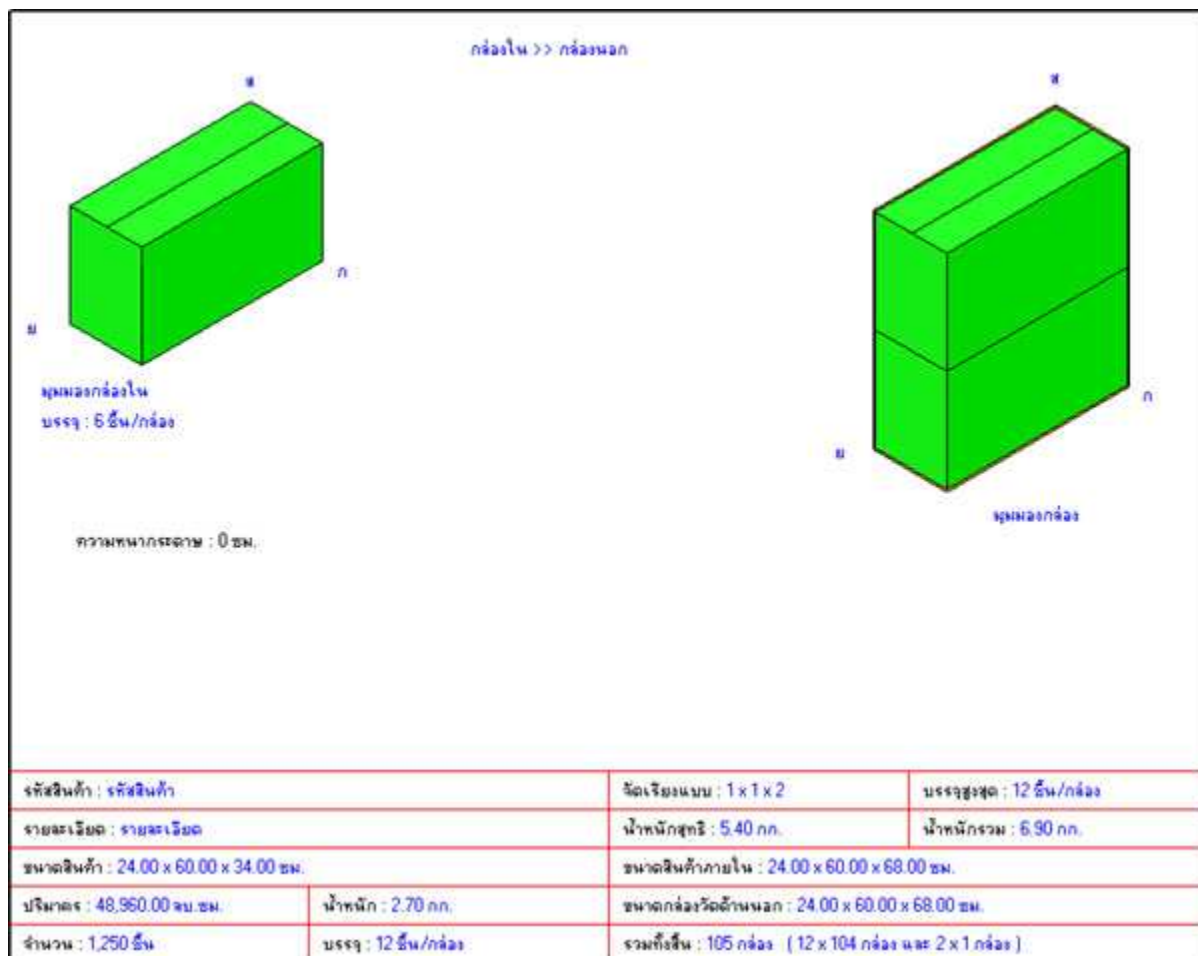 กล่องใน >> กล่องนอก
ส
ส
ก
ย
มุมมองกล่องใน
บรรจุ : 6 ชิ้น/กล่อง
ก
ย
มุมมองกล่อง
ความหนากระดาษ : 0 ซม.
รหัสสินค้า : รหัสสินค้า
จัดเรียงแบบ : 1 x 1 x 2
บรรจุสูงสุด : 12 ชิ้น/กล่อง
รายละเอียด : รายละเอียด
น้ำหนักสุทธิ : 5.40 กก.
น้ำหนักรวม : 6.90 กก.
ขนาดสินค้า : 24.00 x 60.00 x 34.00 ซม.
ขนาดสินค้าภายใน : 24.00 x 60.00 x 68.00 ซม.
ปริมาตร : 48,960.00 ลบ.ซม.
น้ำหนัก : 2.70 กก.
ขนาดกล่องวัดด้านนอก : 24.00 x 60.00 x 68.00 ซม.
จำนวน : 1,250 ชิ้น
บรรจุ : 12 ชิ้น/กล่อง
รวมทั้งสิ้น : 105 กล่อง ( 12 x 104 กล่อง และ 2 x 1 กล่อง )